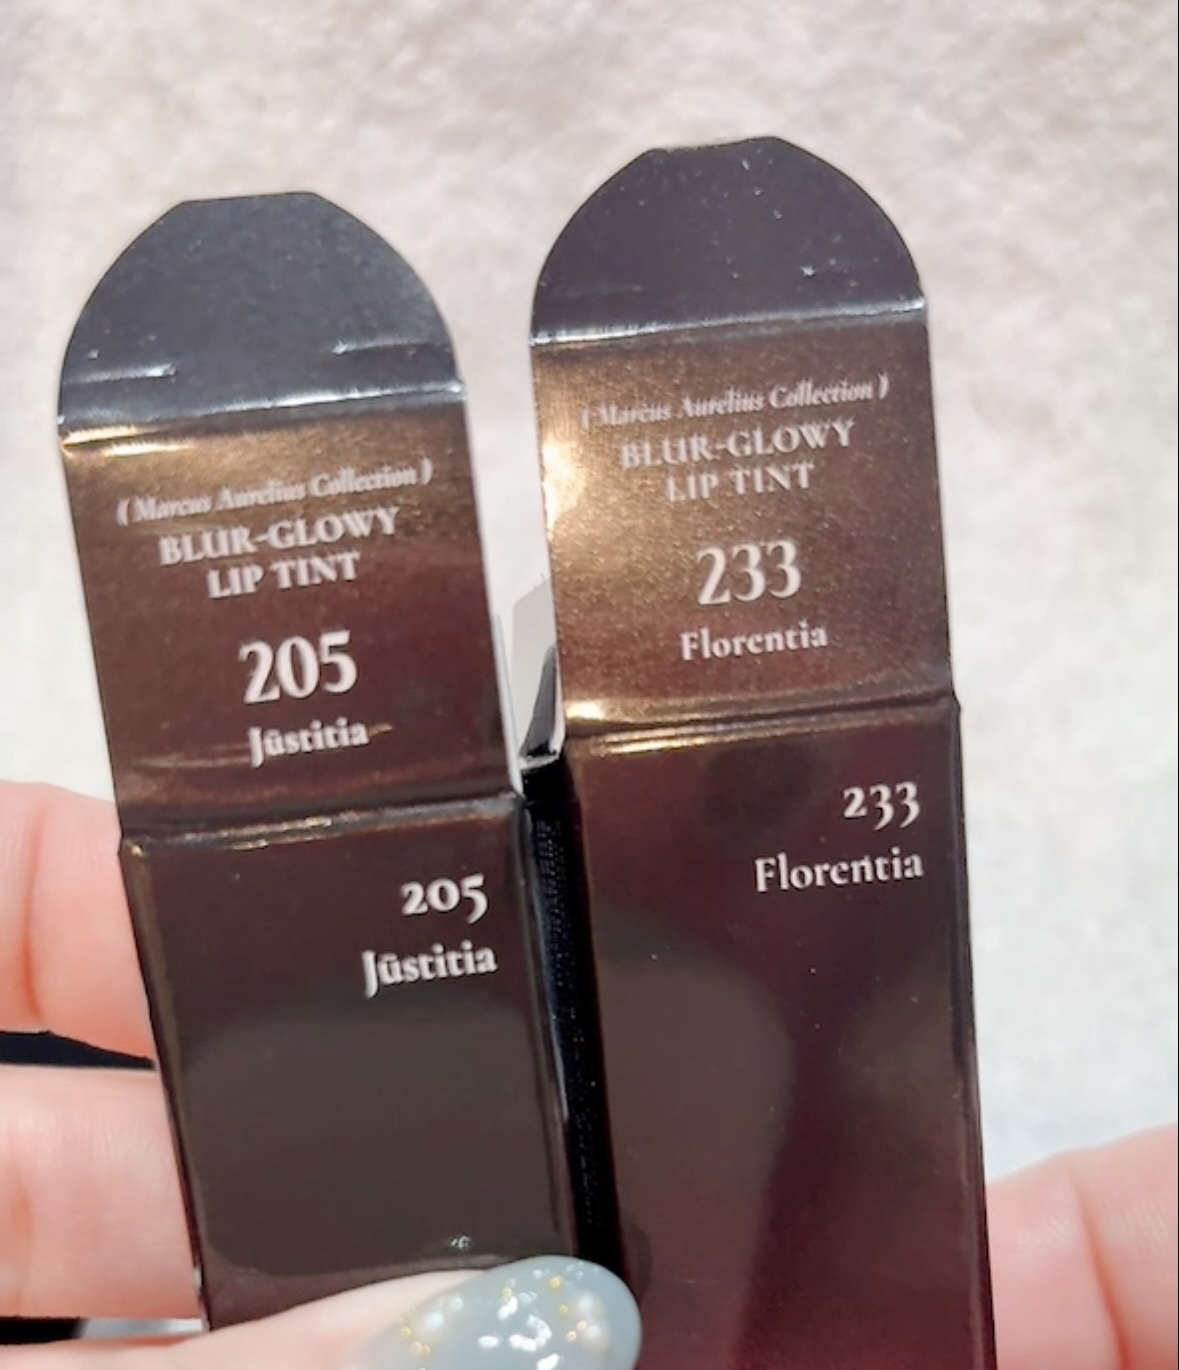 ( Marcus Aurelius Collection )
BLUR-GLOWY
LIP TINT
205
Jūstitia
205
Jūstitia
( Marcus Aurelius Collection )
BLUR-GLOWY
LIP TINT
233
Florentia
233
Florentia